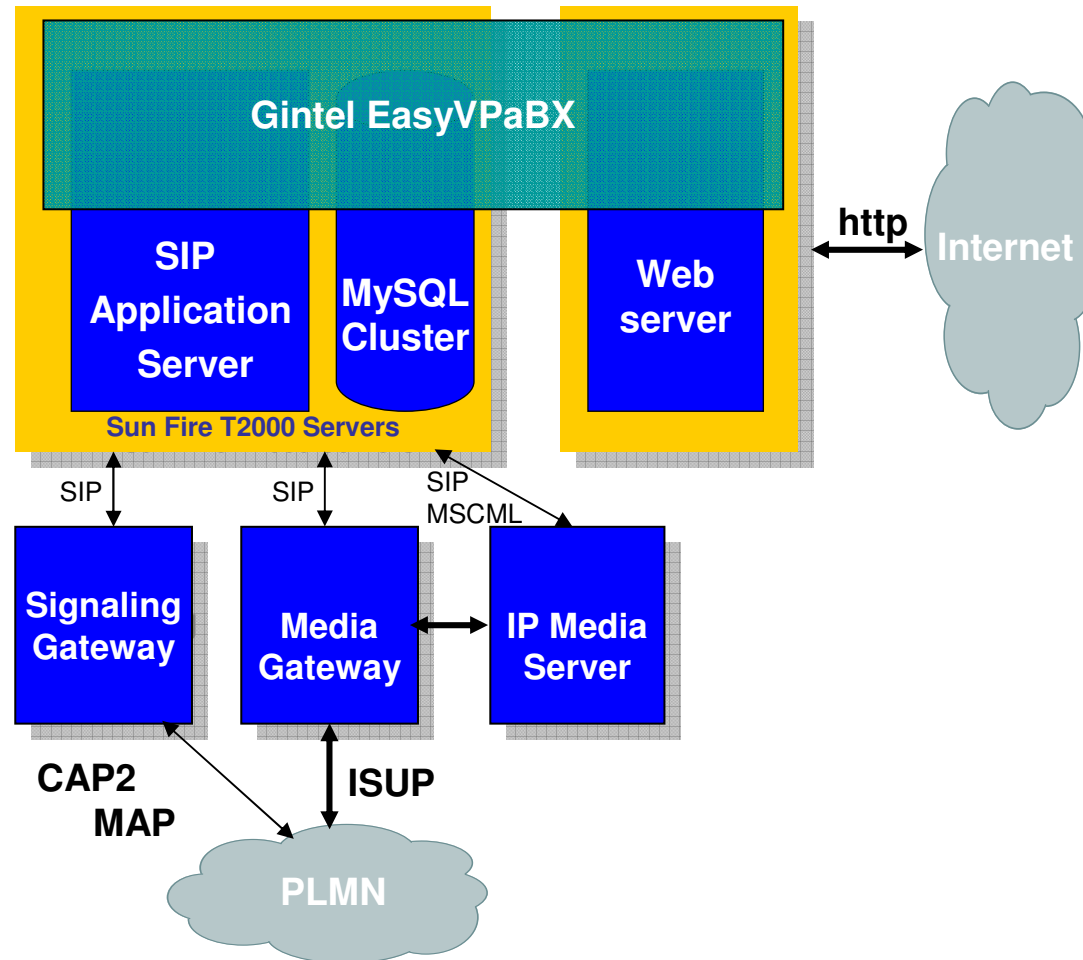 Gintel EasyVPaBX
SIP
Application
Server
MySQL
Cluster
Web
server
http
Internet
Sun Fire T2000 Servers
SIP
SIP
SIP
MSCML
Signaling
Gateway
Media
Gateway
IP Media
Server
CAP2
MAP
ISUP
PLMN